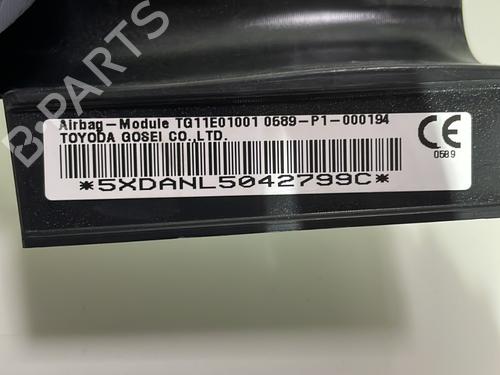 Airbag-Module TG11E01001 0589-P1-000194
TOYODA GOSEI CO.,LTD.
CE
0589
*5XDANL5042799C*
B-PARTS